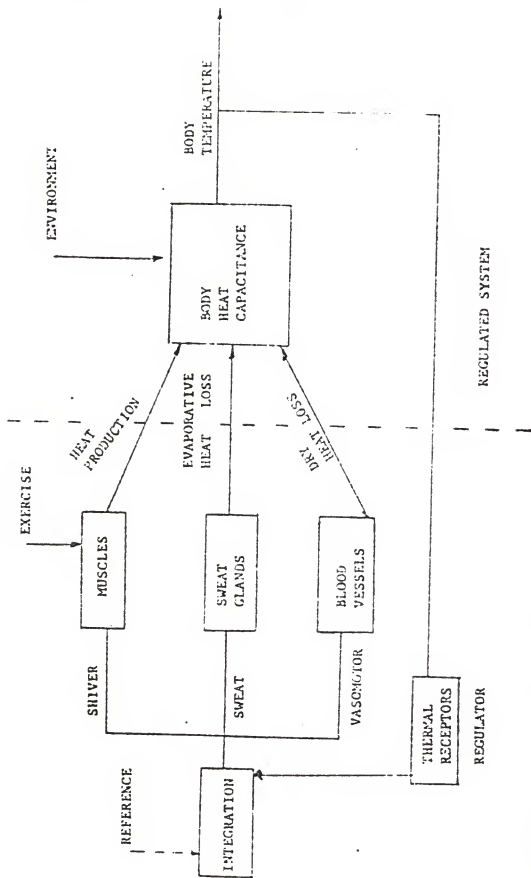 ENVIRONMENT
EXERCISE
REFERENCE
BODY
TEMPERATURE
BODY
HEAT
CAPACITANCE
HEAT
PRODUCTION
EVAPORATIVE
HEAT LOSS
DRY
HEAT LOSS
MUSCLES
SWEAT
GLANDS
BLOOD
VESSELS
SHIVER
SWEAT
VASOMOTOR
INTEGRATION
THERMAL
RECEPTORS
REGULATOR
REGULATED SYSTEM